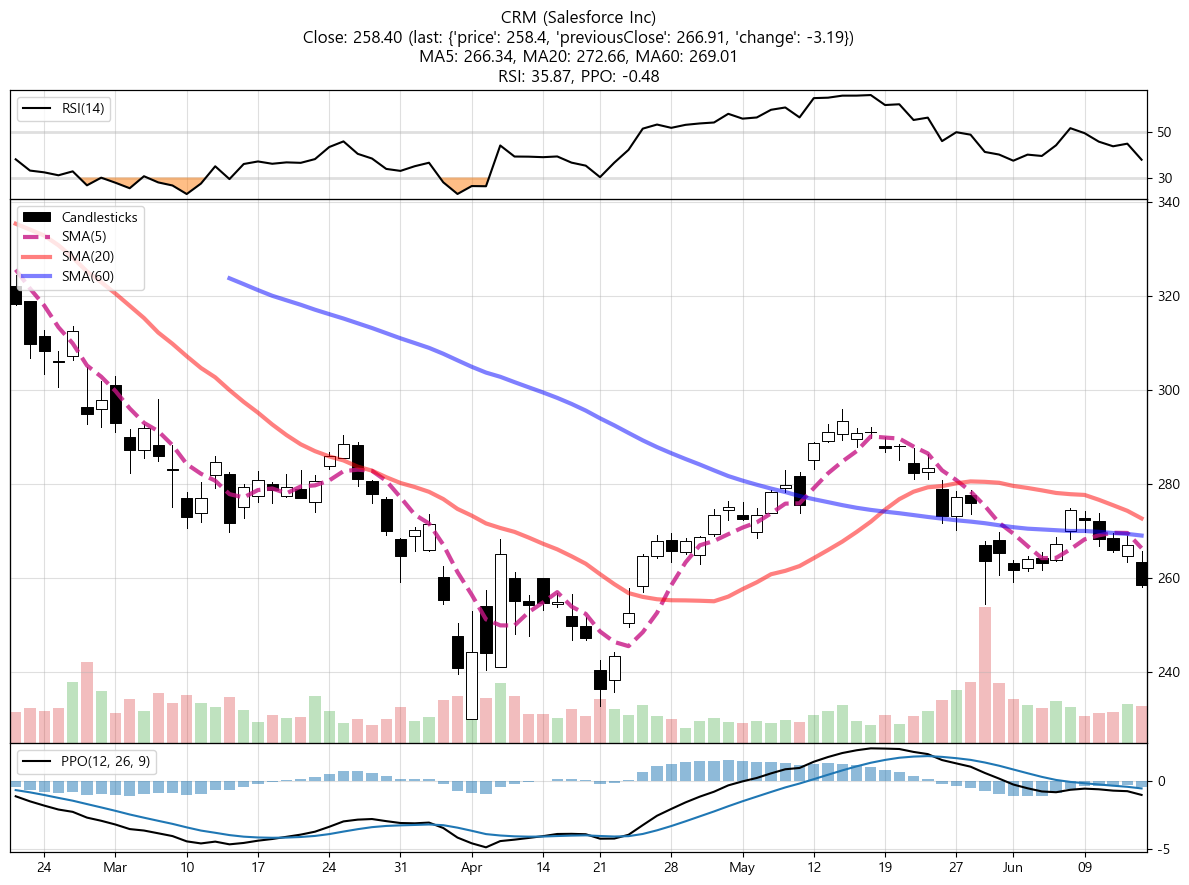 CRM (Salesforce Inc)
Close: 258.40 (last: {'price': 258.4, 'previousClose': 266.91, 'change': -3.19})
MA5: 266.34, MA20: 272.66, MA60: 269.01
RSI: 35.87, PPO: -0.48
RSI(14)
50
30
Candlesticks
SMA(5)
SMA(20)
SMA(60)
340
320
300
280
260
240
PPO(12, 26, 9)
0
-5
24 Mar 10 17 24 31 Apr 14 21 28 May 12 19 27 Jun 09